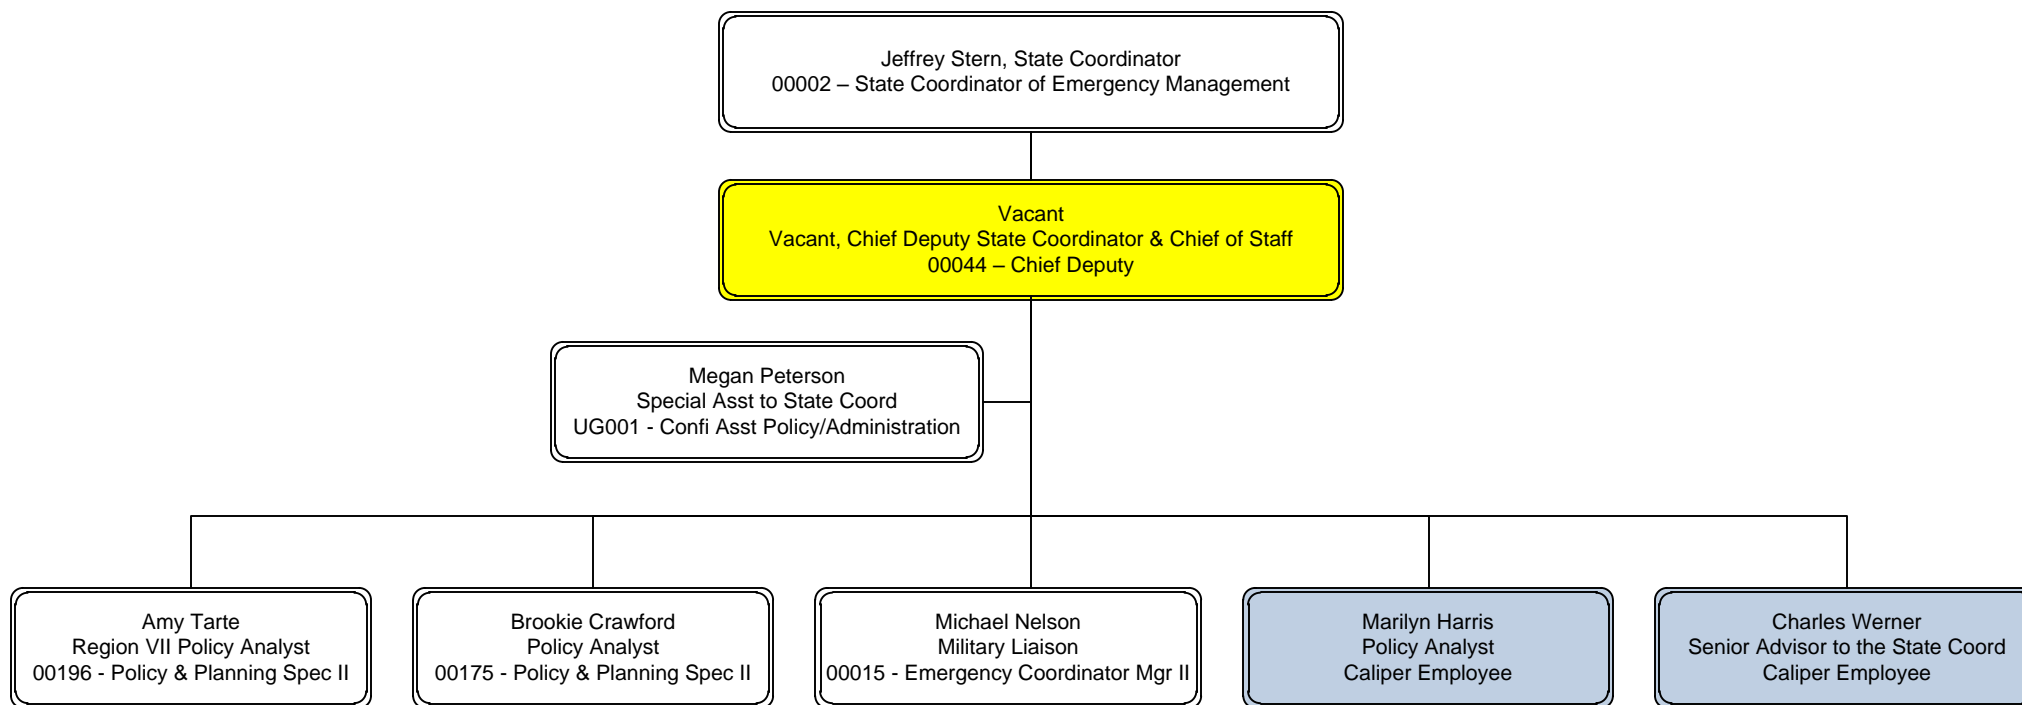 Jeffrey Stern, State Coordinator
00002 – State Coordinator of Emergency Management
Vacant
Vacant, Chief Deputy State Coordinator & Chief of Staff
00044 – Chief Deputy
Megan Peterson
Special Asst to State Coord
UG001 - Confi Asst Policy/Administration
Amy Tarte
Region VII Policy Analyst
00196 - Policy & Planning Spec II
Brookie Crawford
Policy Analyst
00175 - Policy & Planning Spec II
Michael Nelson
Military Liaison
00015 - Emergency Coordinator Mgr II
Marilyn Harris
Policy Analyst
Caliper Employee
Charles Werner
Senior Advisor to the State Coord
Caliper Employee